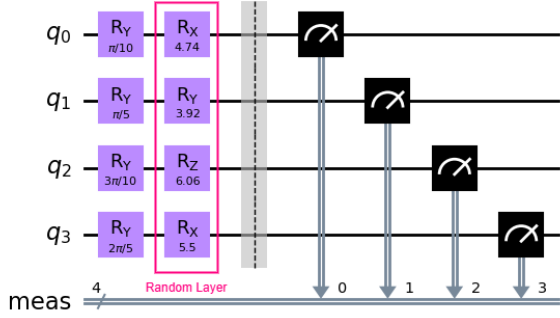 q0 RY π/10 RX 4.74
q1 RY π/5 RY 3.92
q2 RY 3π/10 RZ 6.06
q3 RY 2π/5 RX 5.5
Random Layer
meas 4 0 1 2 3